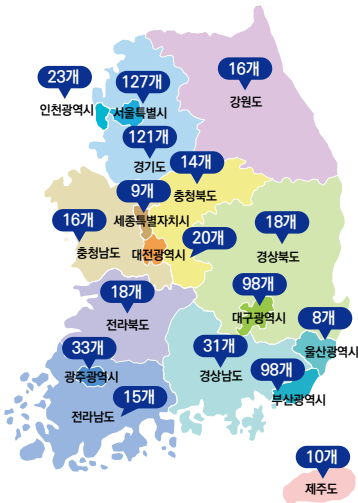 23개
인천광역시
127개
서울특별시
16개
강원도
121개
경기도
14개
충청북도
9개
세종특별자치시
16개
충청남도
20개
대전광역시
18개
경상북도
18개
전라북도
98개
대구광역시
8개
울산광역시
33개
광주광역시
31개
경상남도
98개
부산광역시
15개
전라남도
10개
제주도